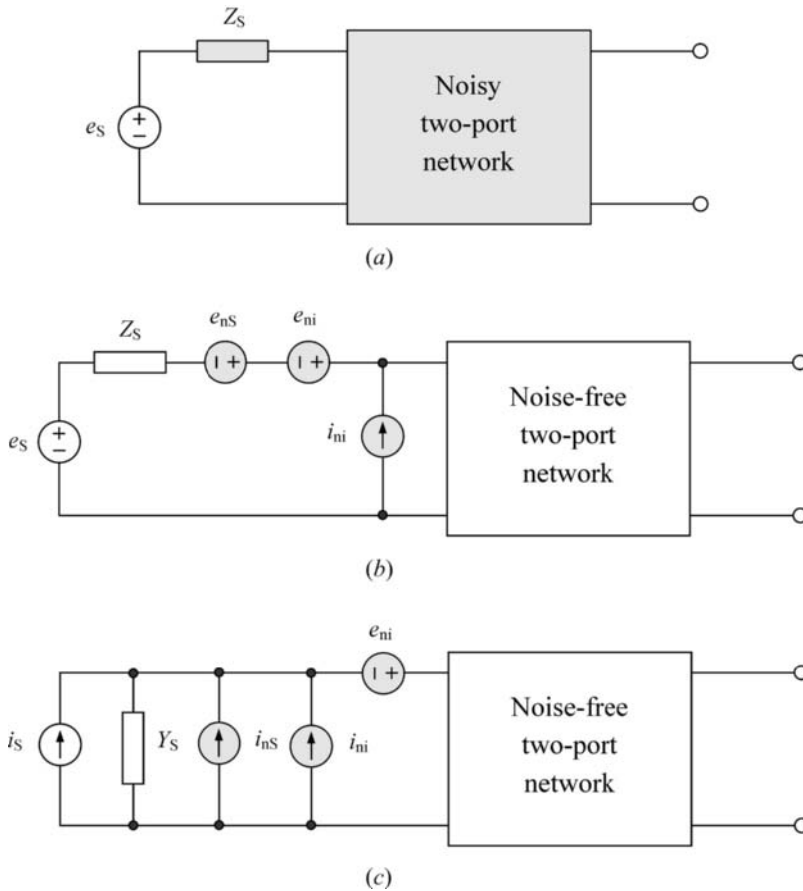 Z_S
e_S
+
−
Noisy
two-port
network
(a)
Z_S
e_nS
e_ni
− +
− +
i_ni
e_S
+
−
Noise-free
two-port
network
(b)
e_ni
− +
i_S
Y_S
i_nS
i_ni
Noise-free
two-port
network
(c)